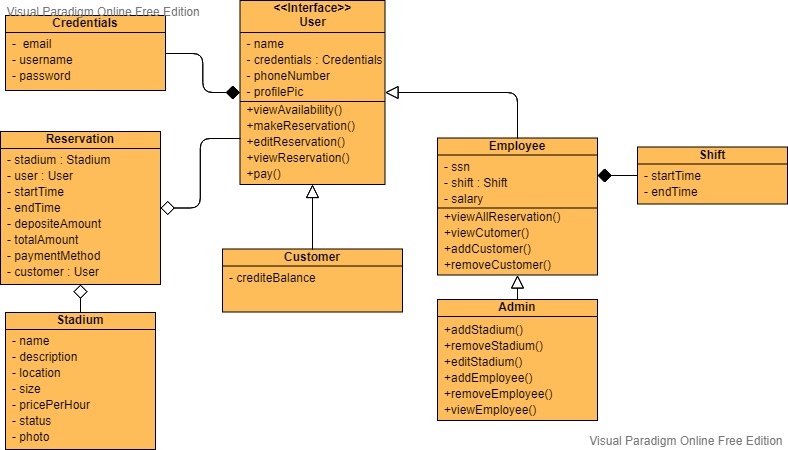 Visual Paradigm Online Free Edition
Credentials
- email
- username
- password
<<Interface>>
User
- name
- credentials : Credentials
- phoneNumber
- profilePic
+viewAvailability()
+makeReservation()
+editReservation()
+viewReservation()
+pay()
Reservation
- stadium : Stadium
- user : User
- startTime
- endTime
- depositeAmount
- totalAmount
- paymentMethod
- customer : User
Employee
- ssn
- shift : Shift
- salary
+viewAllReservation()
+viewCutomer()
+addCustomer()
+removeCustomer()
Shift
- startTime
- endTime
Customer
- crediteBalance
Stadium
- name
- description
- location
- size
- pricePerHour
- status
- photo
Admin
+addStadium()
+removeStadium()
+editStadium()
+addEmployee()
+removeEmployee()
+viewEmployee()
Visual Paradigm Online Free Edition